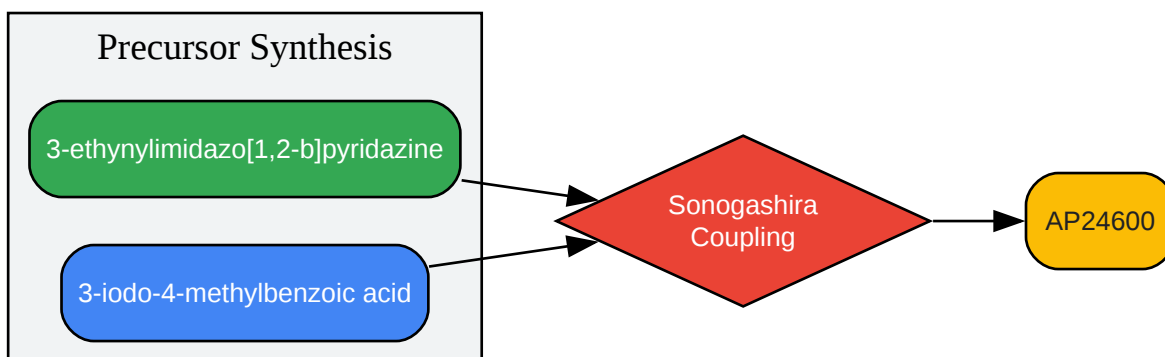 Precursor Synthesis
3-ethynylimidazo[1,2-b]pyridazine
3-iodo-4-methylbenzoic acid
Sonogashira
Coupling
AP24600